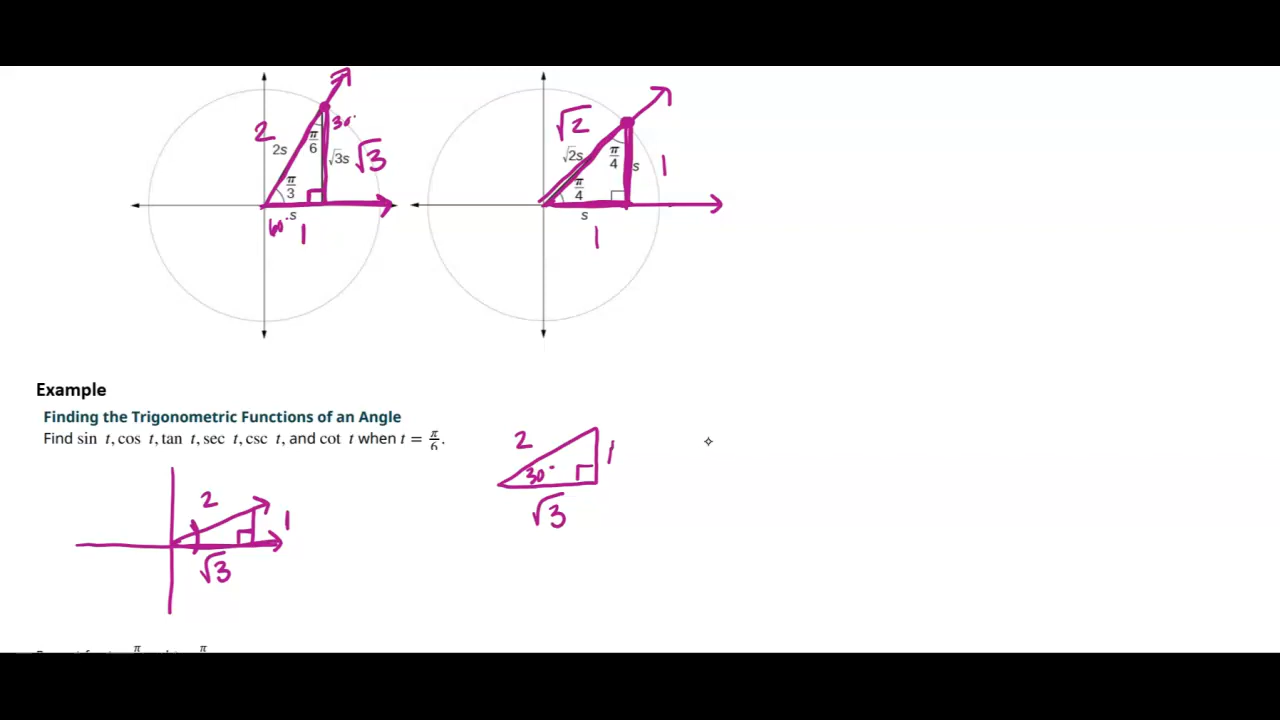 2 2s π/6 30° √3s √3
π/3
60° s 1
√2 √2s π/4 s 1
π/4
s
1
Example
Finding the Trigonometric Functions of an Angle
Find sin t, cos t, tan t, sec t, csc t, and cot t when t = π/6.
2 1
30°
√3
2 1
√3